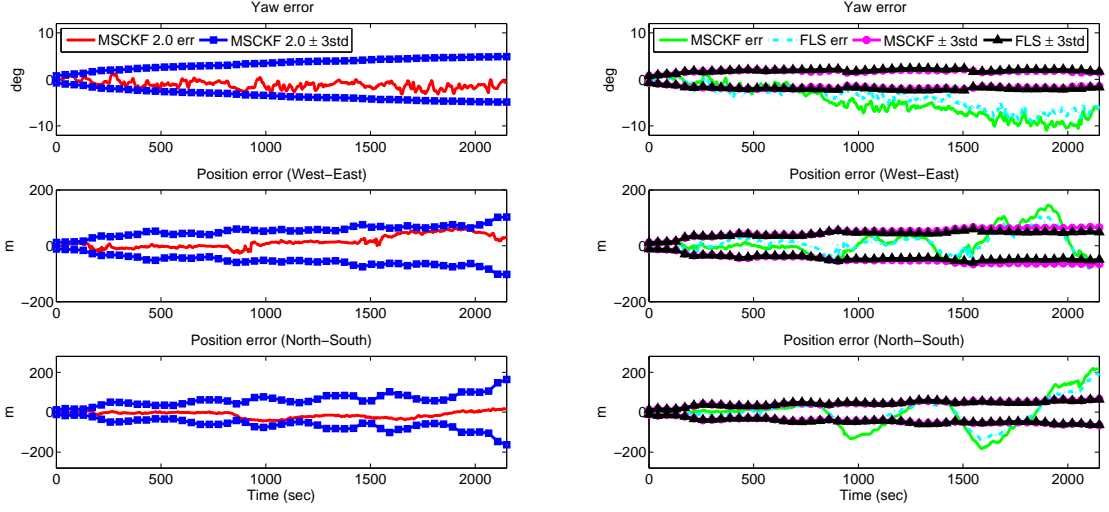 Yaw error
MSCKF 2.0 err
MSCKF 2.0 ± 3std
10
0
−10
deg
0
500
1000
1500
2000
Position error (West−East)
200
0
−200
m
0
500
1000
1500
2000
Position error (North−South)
200
0
−200
m
0
500
1000
1500
2000
Time (sec)
Yaw error
MSCKF err
FLS err
MSCKF ± 3std
FLS ± 3std
10
0
−10
deg
0
500
1000
1500
2000
Position error (West−East)
200
0
−200
m
0
500
1000
1500
2000
Position error (North−South)
200
0
−200
m
0
500
1000
1500
2000
Time (sec)